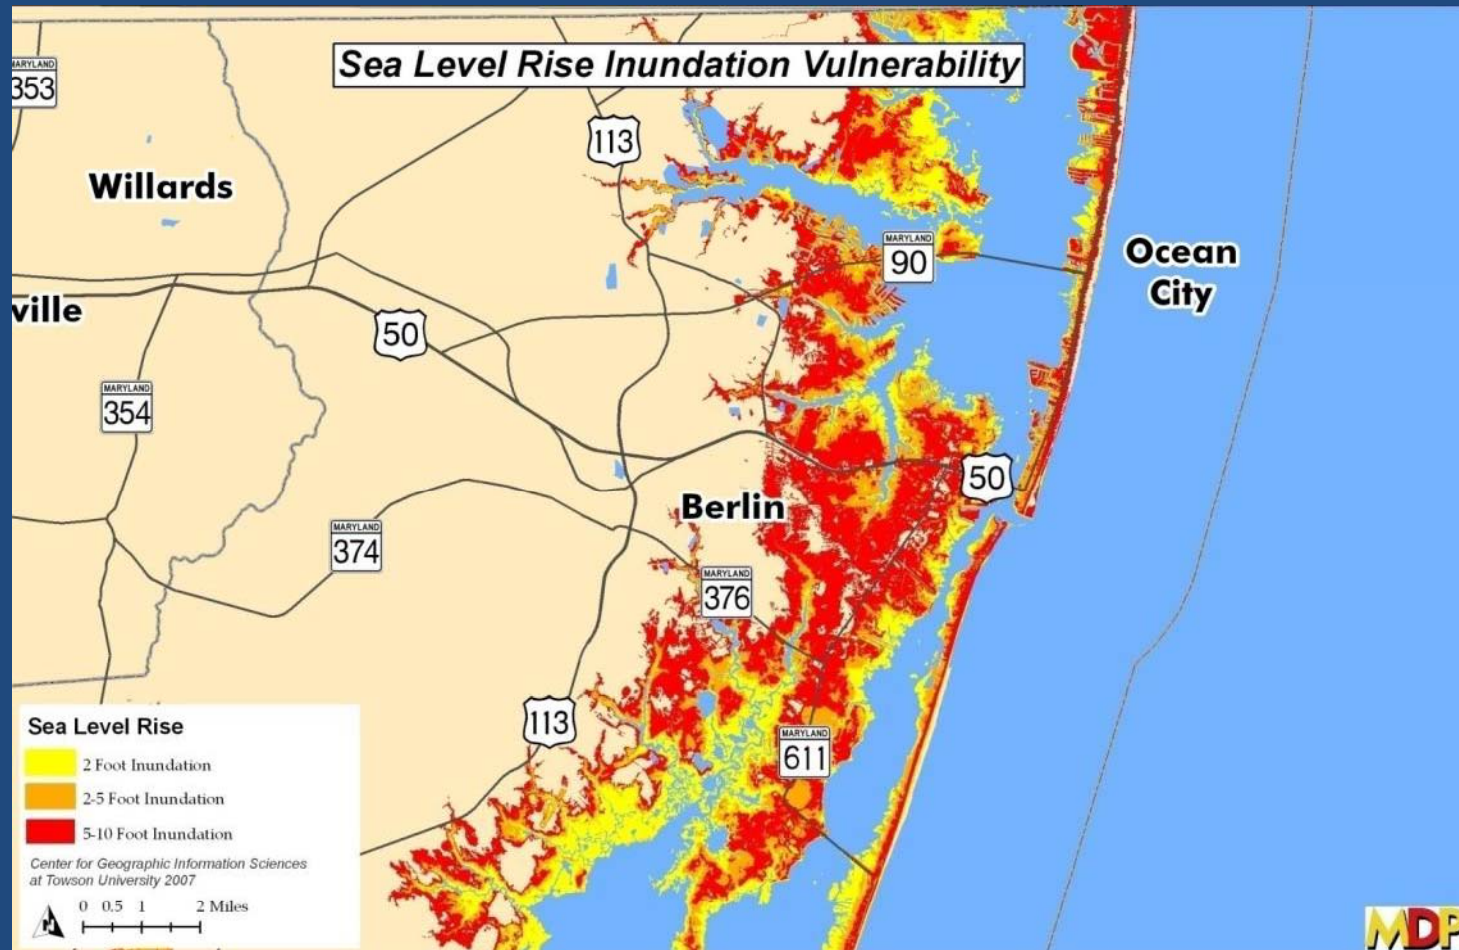 Sea Level Rise Inundation Vulnerability
MARYLAND
353
113
Willards
MARYLAND
90
Ocean
City
ville
50
MARYLAND
354
50
Berlin
MARYLAND
374
MARYLAND
376
113
MARYLAND
611
Sea Level Rise
2 Foot Inundation
2-5 Foot Inundation
5-10 Foot Inundation
Center for Geographic Information Sciences
at Towson University 2007
0 0.5 1 2 Miles
N
MDP